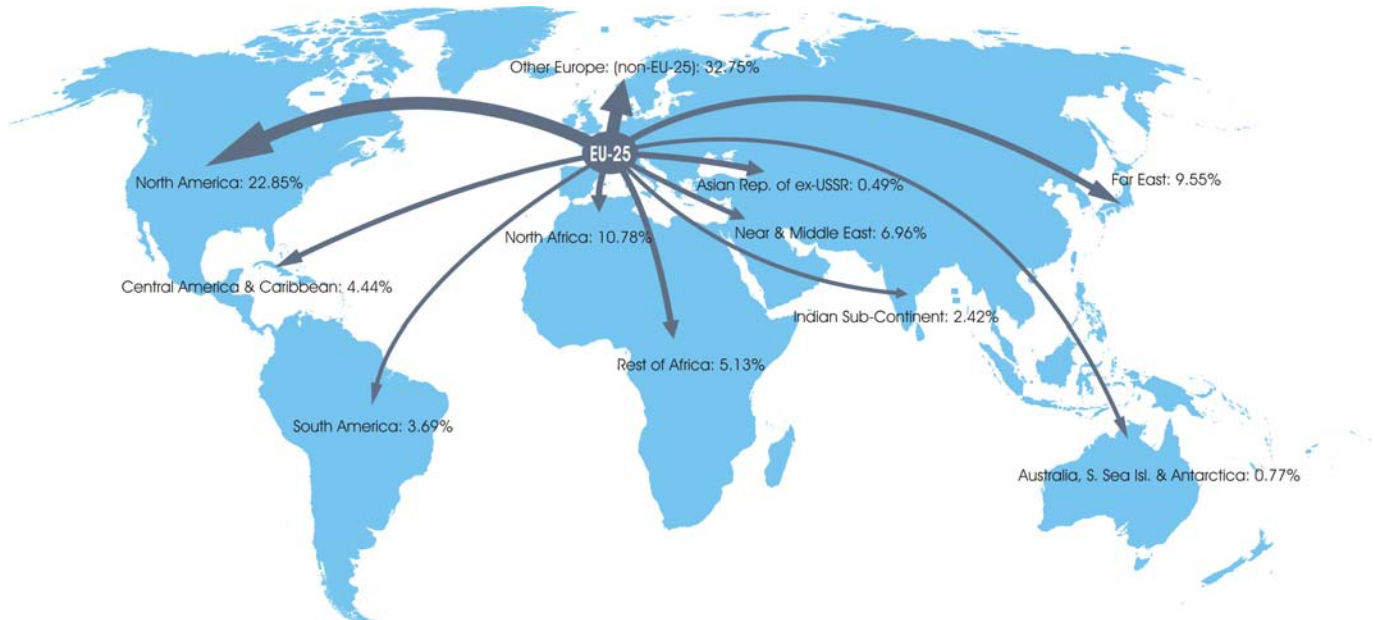 Other Europe: (non-EU-25): 32.75%
EU-25
North America: 22.85%
Asian Rep. of ex-USSR: 0.49%
Far East: 9.55%
North Africa: 10.78%
Near & Middle East: 6.96%
Central America & Caribbean: 4.44%
Indian Sub-Continent: 2.42%
Rest of Africa: 5.13%
South America: 3.69%
Australia, S. Sea Isl. & Antarctica: 0.77%